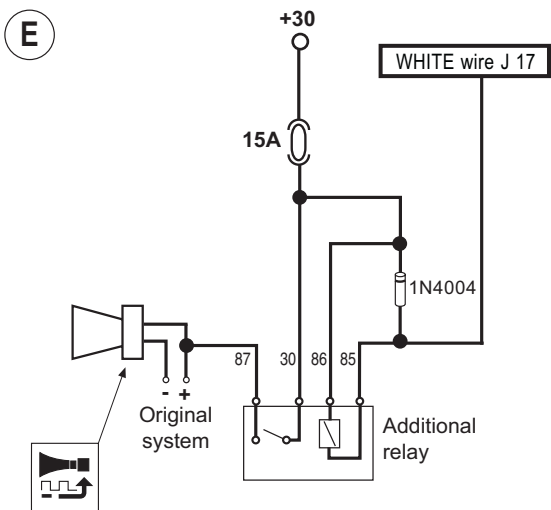 E
+30
WHITE wire J 17
15A
1N4004
87
30
86
85
- +
Original
system
Additional
relay